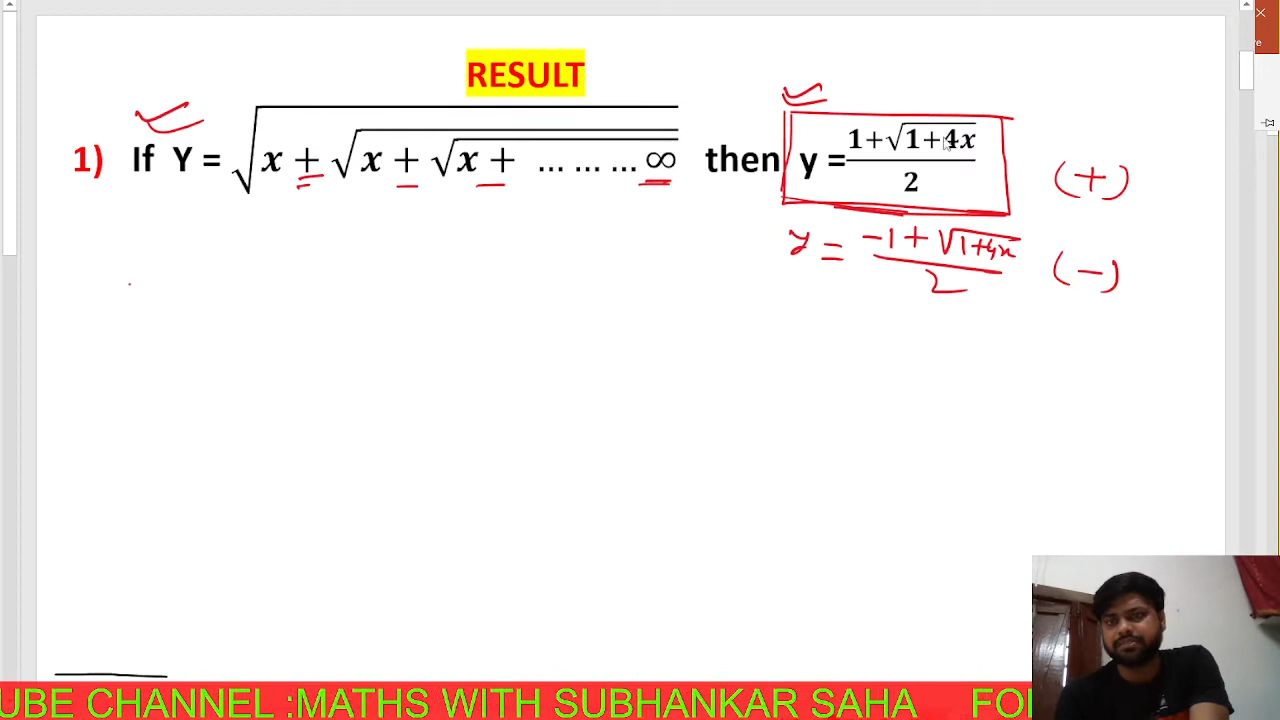 RESULT
1) If Y = √(x + √(x + √(x + ... ... ... ∞))) then y = (1+√(1+4x))/2 (+)
y = (-1+√(1+4x))/2 (-)
UBE CHANNEL :MATHS WITH SUBHANKAR SAHA FO